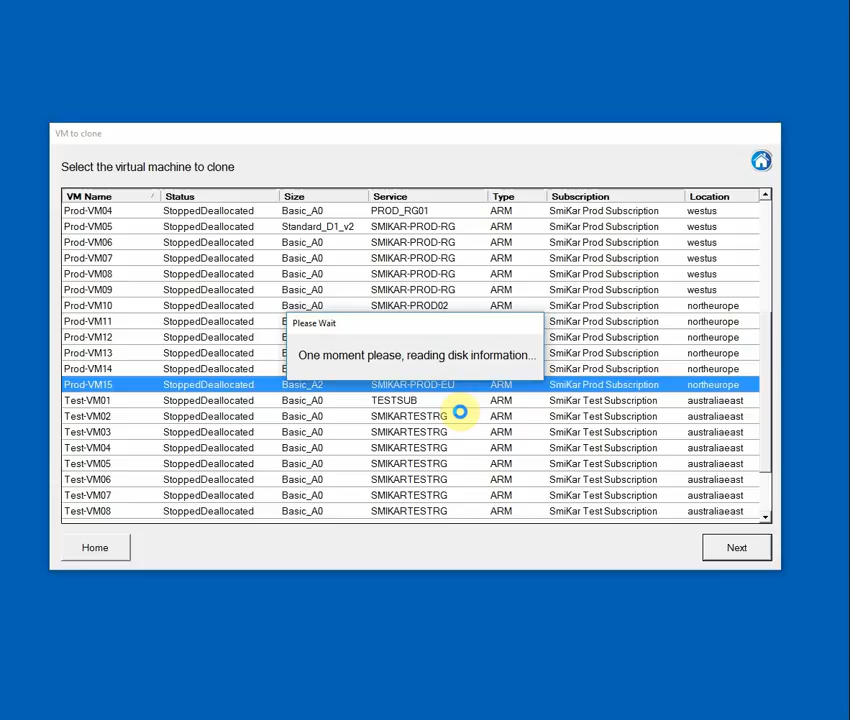 VM to clone
Select the virtual machine to clone
VM Name Status Size Service Type Subscription Location
Prod-VM04 StoppedDeallocated Basic_A0 PROD_RG01 ARM SmiKar Prod Subscription westus
Prod-VM05 StoppedDeallocated Standard_D1_v2 SMIKAR-PROD-RG ARM SmiKar Prod Subscription westus
Prod-VM06 StoppedDeallocated Basic_A0 SMIKAR-PROD-RG ARM SmiKar Prod Subscription westus
Prod-VM07 StoppedDeallocated Basic_A0 SMIKAR-PROD-RG ARM SmiKar Prod Subscription westus
Prod-VM08 StoppedDeallocated Basic_A0 SMIKAR-PROD-RG ARM SmiKar Prod Subscription westus
Prod-VM09 StoppedDeallocated Basic_A0 SMIKAR-PROD-RG ARM SmiKar Prod Subscription westus
Prod-VM10 StoppedDeallocated Basic_A0 SMIKAR-PROD02 ARM SmiKar Prod Subscription northeurope
Prod-VM11 StoppedDeallocated SmiKar Prod Subscription northeurope
Prod-VM12 StoppedDeallocated SmiKar Prod Subscription northeurope
Prod-VM13 StoppedDeallocated SmiKar Prod Subscription northeurope
Prod-VM14 StoppedDeallocated SmiKar Prod Subscription northeurope
Please Wait
One moment please, reading disk information...
Prod-VM15 StoppedDeallocated Basic_A2 SMIKAR-PROD-EU ARM SmiKar Prod Subscription northeurope
Test-VM01 StoppedDeallocated Basic_A0 TESTSUB ARM SmiKar Test Subscription australiaeast
Test-VM02 StoppedDeallocated Basic_A0 SMIKARTESTRG ARM SmiKar Test Subscription australiaeast
Test-VM03 StoppedDeallocated Basic_A0 SMIKARTESTRG ARM SmiKar Test Subscription australiaeast
Test-VM04 StoppedDeallocated Basic_A0 SMIKARTESTRG ARM SmiKar Test Subscription australiaeast
Test-VM05 StoppedDeallocated Basic_A0 SMIKARTESTRG ARM SmiKar Test Subscription australiaeast
Test-VM06 StoppedDeallocated Basic_A0 SMIKARTESTRG ARM SmiKar Test Subscription australiaeast
Test-VM07 StoppedDeallocated Basic_A0 SMIKARTESTRG ARM SmiKar Test Subscription australiaeast
Test-VM08 StoppedDeallocated Basic_A0 SMIKARTESTRG ARM SmiKar Test Subscription australiaeast
Home Next